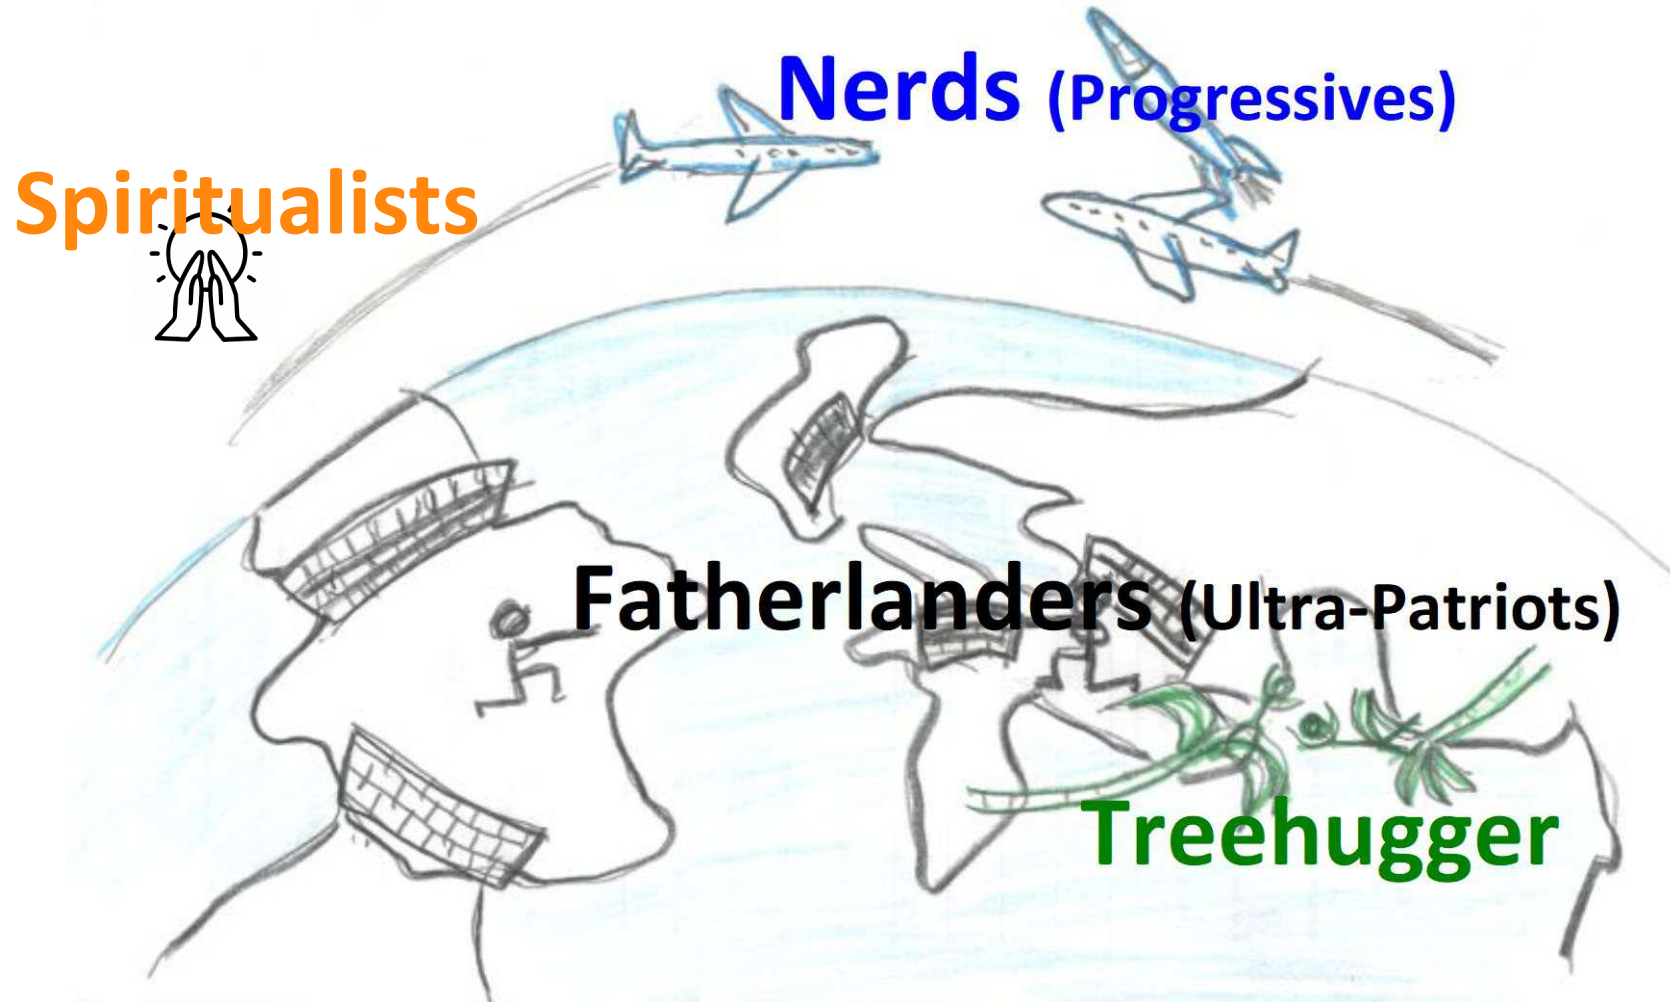 Nerds (Progressives)
Spiritualists
Fatherlanders (Ultra-Patriots)
Treehugger